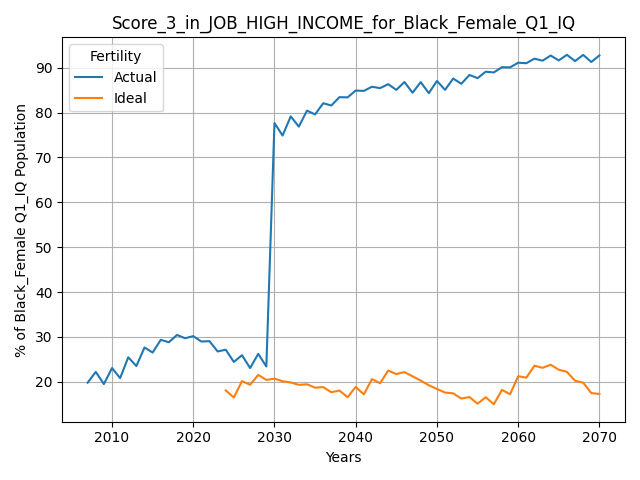 Score_3_in_JOB_HIGH_INCOME_for_Black_Female_Q1_IQ
Fertility
Actual
Ideal
% of Black_Female Q1_IQ Population
90
80
70
60
50
40
30
20
2010 2020 2030 2040 2050 2060 2070
Years